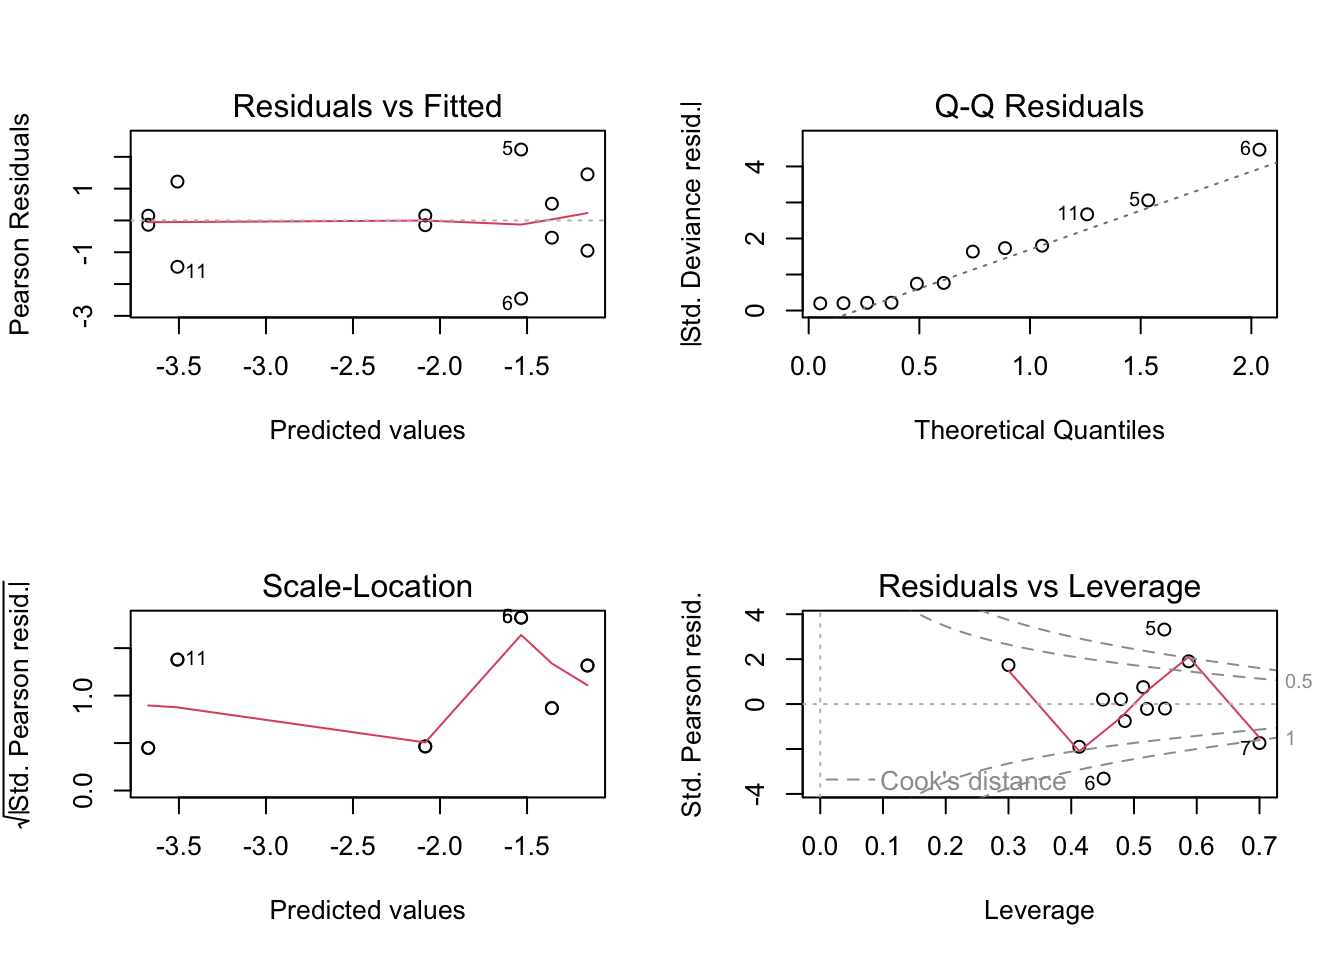 Residuals vs Fitted
Pearson Residuals
1
-1
-3
5
11
6
-3.5 -3.0 -2.5 -2.0 -1.5
Predicted values
Q-Q Residuals
|Std. Deviance resid.|
4
2
0
6
5
11
0.0 0.5 1.0 1.5 2.0
Theoretical Quantiles
Scale-Location
√|Std. Pearson resid.|
1.0
0.0
6
11
-3.5 -3.0 -2.5 -2.0 -1.5
Predicted values
Residuals vs Leverage
Std. Pearson resid.
4
2
0
-4
5
0.5
1
7
6
Cook's distance
0.0 0.1 0.2 0.3 0.4 0.5 0.6 0.7
Leverage